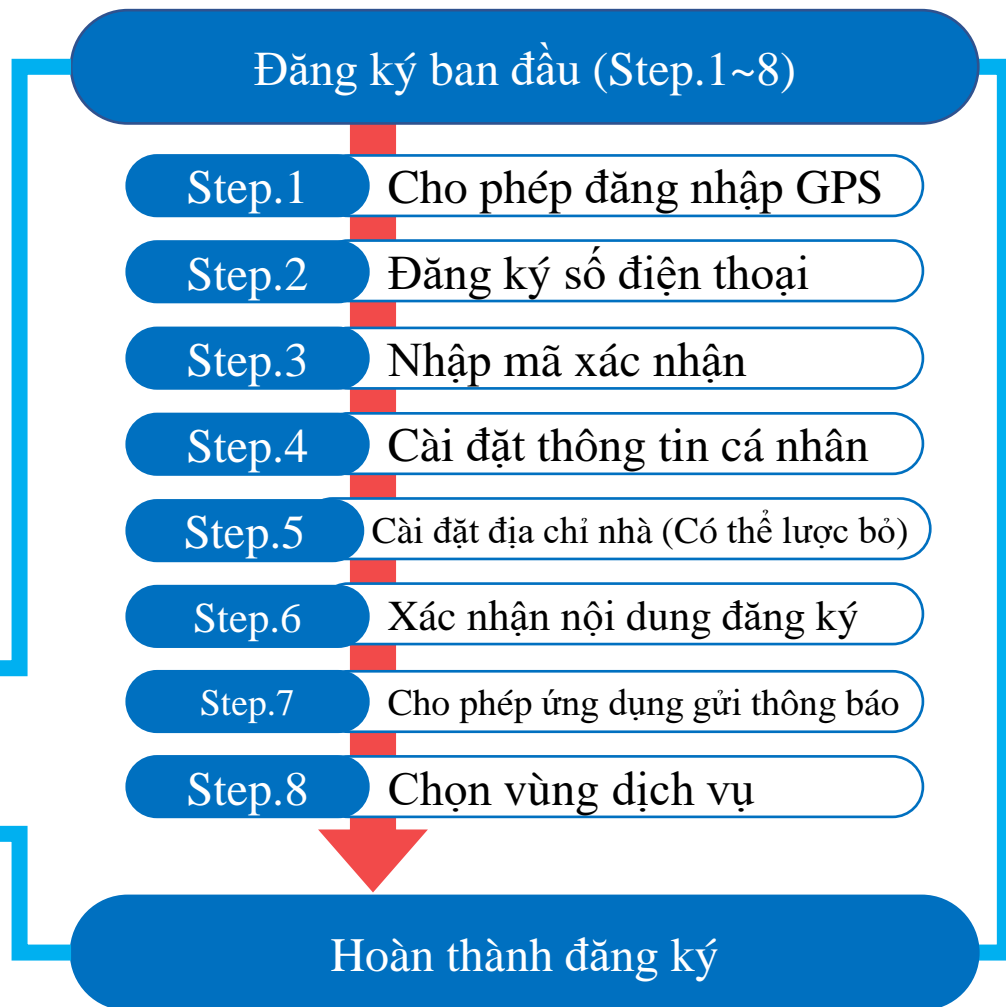 Đăng ký ban đầu (Step.1~8)
Step.1 Cho phép đăng nhập GPS
Step.2 Đăng ký số điện thoại
Step.3 Nhập mã xác nhận
Step.4 Cài đặt thông tin cá nhân
Step.5 Cài đặt địa chỉ nhà (Có thể lược bỏ)
Step.6 Xác nhận nội dung đăng ký
Step.7 Cho phép ứng dụng gửi thông báo
Step.8 Chọn vùng dịch vụ
Hoàn thành đăng ký